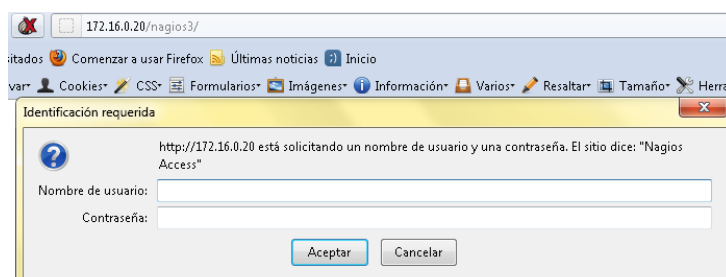 172.16.0.20/nagios3/
itados Comenzar a usar Firefox Últimas noticias Inicio
var Cookies CSS Formularios Imágenes Información Varios Resaltar Tamaño Herra
Identificación requerida
http://172.16.0.20 está solicitando un nombre de usuario y una contraseña. El sitio dice: "Nagios
Access"
Nombre de usuario:
Contraseña:
Aceptar Cancelar